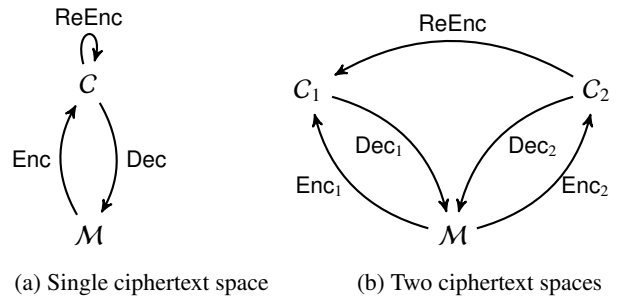 ReEnc
ReEnc
𝒞
𝒞₁
𝒞₂
Enc
Dec
Dec₁
Dec₂
Enc₁
Enc₂
ℳ
ℳ
(a) Single ciphertext space
(b) Two ciphertext spaces